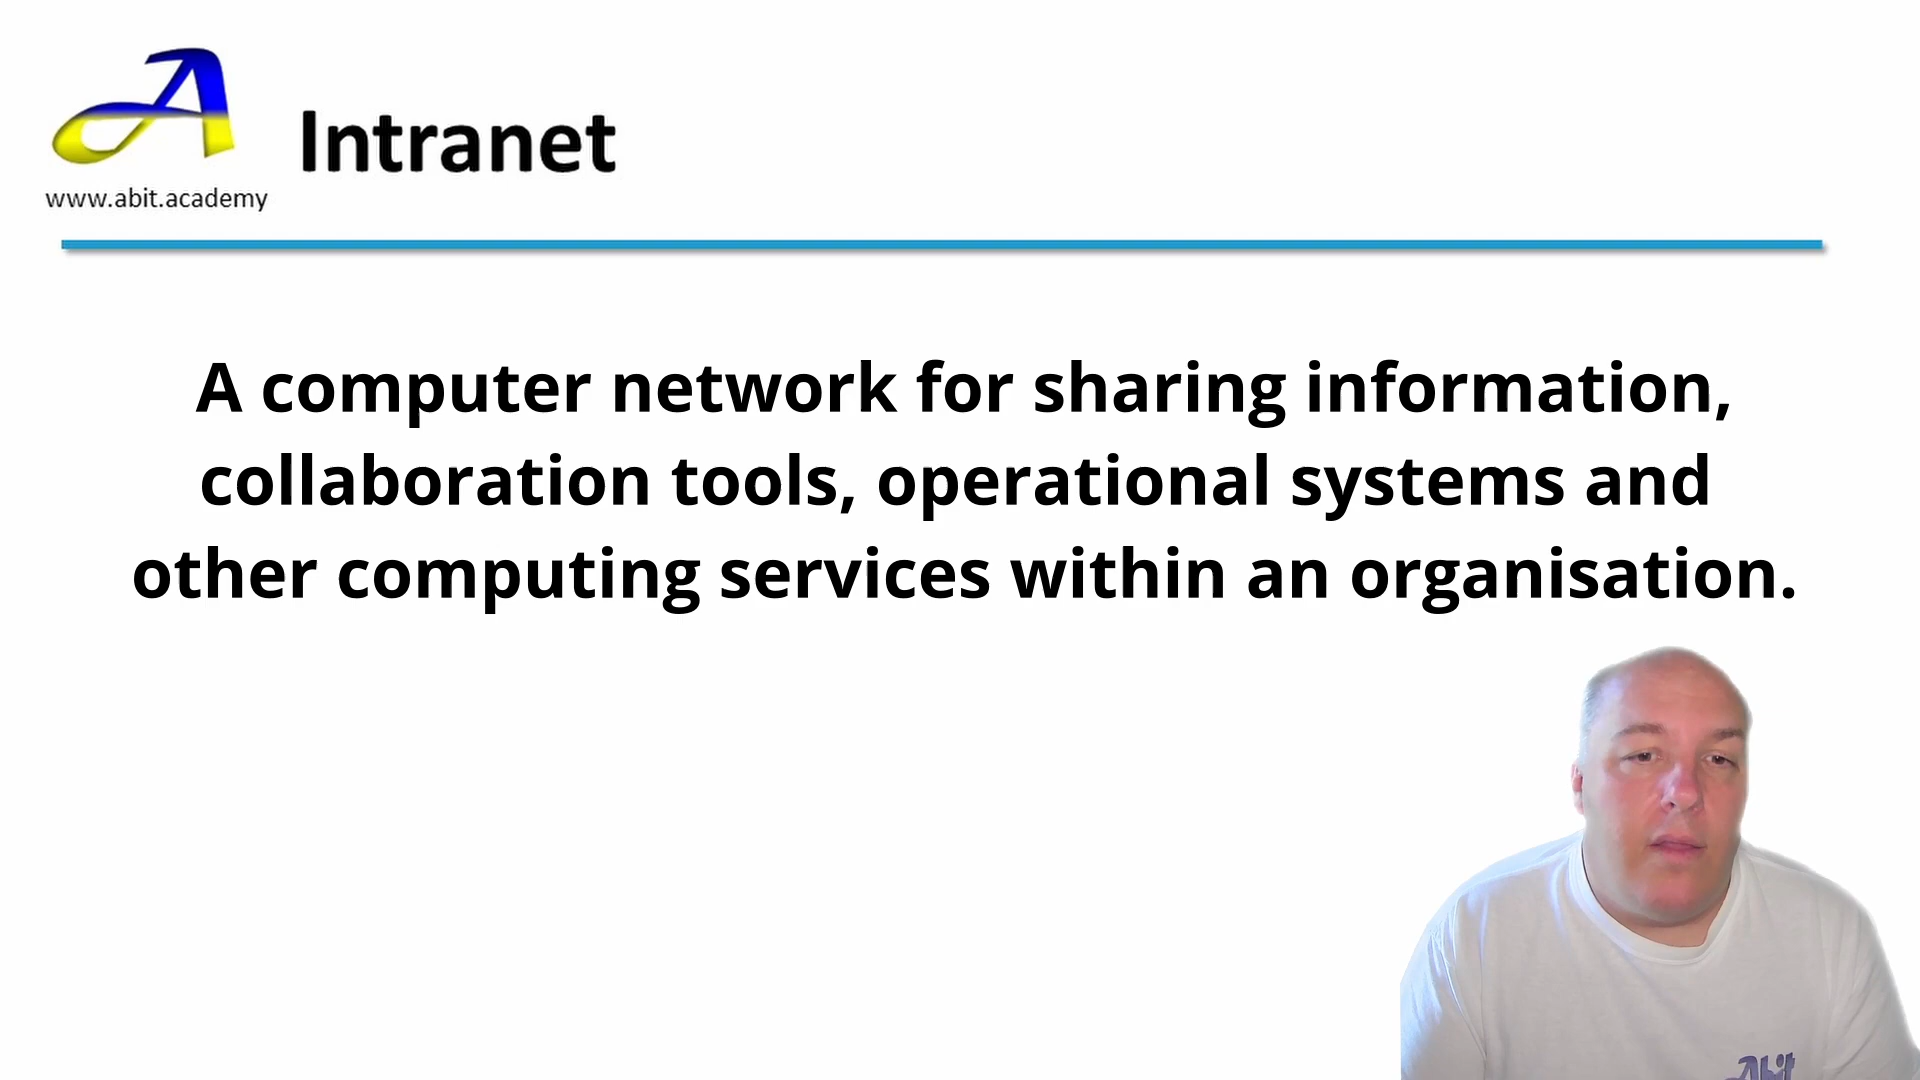 Intranet
www.abit.academy
A computer network for sharing information,
collaboration tools, operational systems and
other computing services within an organisation.
Abit